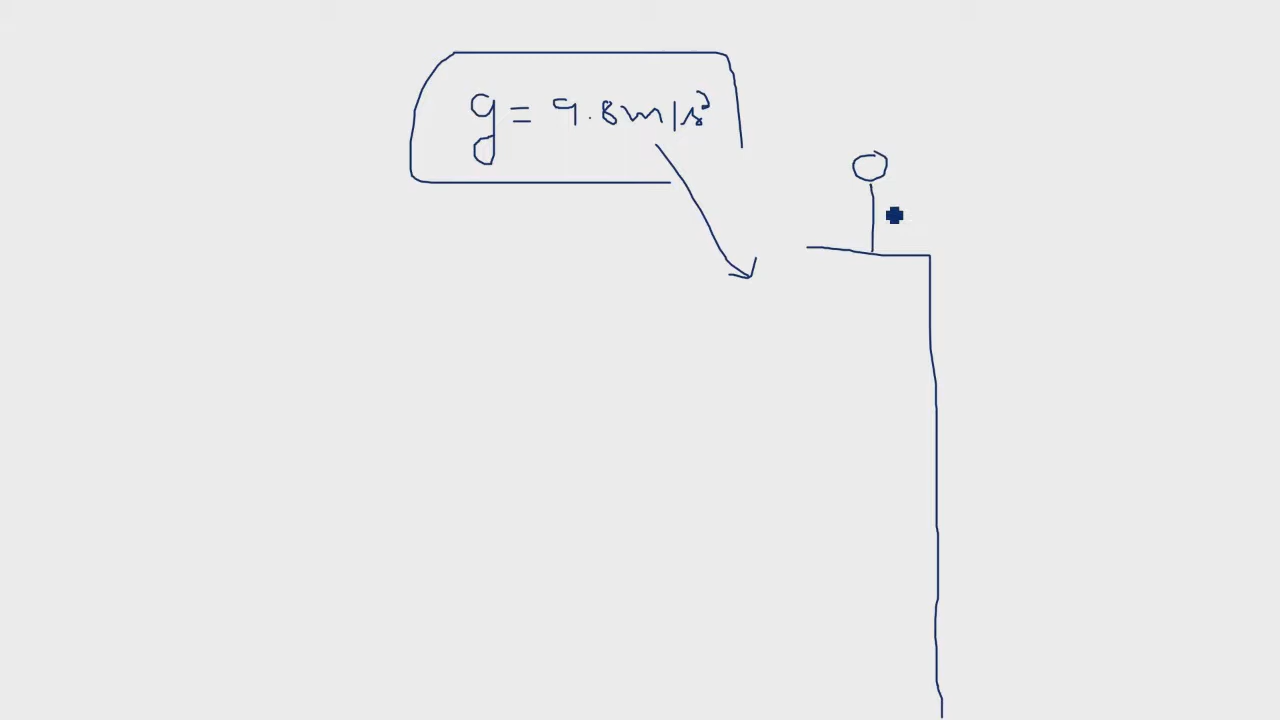 g = 9.8m/s²